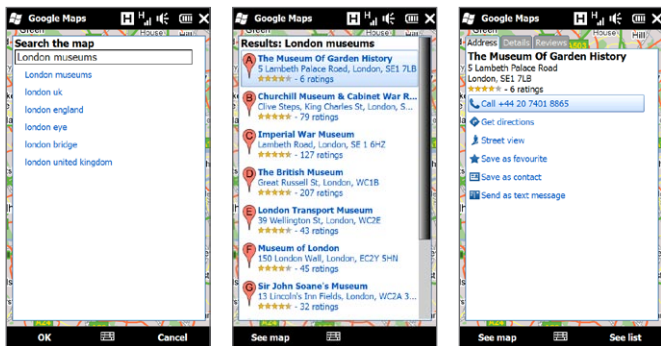 Google Maps
H
Search the map
London museums
London museums
london uk
london england
london eye
london bridge
london united kingdom
OK
Cancel
Google Maps
H
Results: London museums
A
The Museum Of Garden History
5 Lambeth Palace Road, London, SE1 7LB
- 6 ratings
B
Churchill Museum & Cabinet War R...
Clive Steps, King Charles St, London, S...
- 79 ratings
C
Imperial War Museum
Lambeth Road, London, SE 1 6HZ
- 127 ratings
D
The British Museum
Great Russell St, London, WC1B
- 207 ratings
E
London Transport Museum
39 Wellington St, London, WC2E
- 43 ratings
F
Museum of London
150 London Wall, London, EC2Y 5HN
- 45 ratings
G
Sir John Soane's Museum
13 Lincoln's Inn Fields, London, WC2A 3...
- 32 ratings
See map
Google Maps
H
Address Details Reviews
The Museum Of Garden History
5 Lambeth Palace Road
London, SE1 7LB
- 6 ratings
Call +44 20 7401 8865
Get directions
Street view
Save as favourite
Save as contact
Send as text message
See map
See list